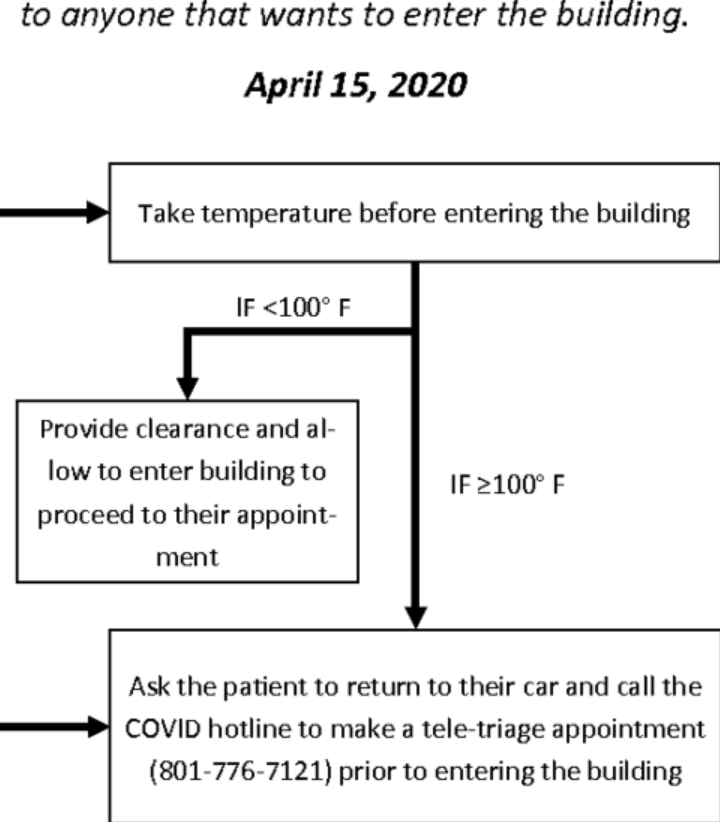 to anyone that wants to enter the building.
April 15, 2020
Take temperature before entering the building
IF <100° F
Provide clearance and al-
low to enter building to
proceed to their appoint-
ment
IF ≥100° F
Ask the patient to return to their car and call the
COVID hotline to make a tele-triage appointment
(801-776-7121) prior to entering the building